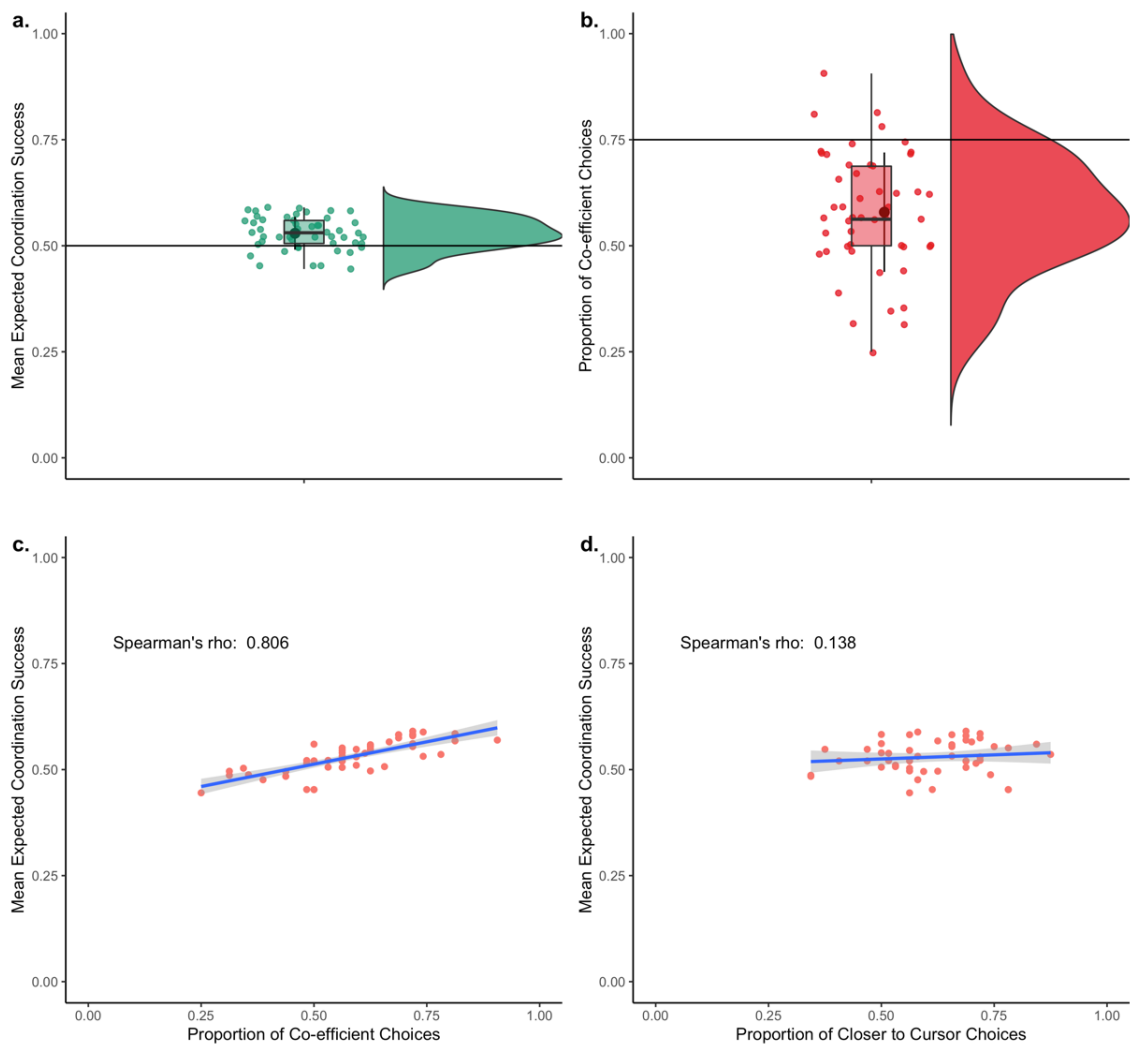 a.
Mean Expected Coordination Success
1.00
0.75
0.50
0.25
0.00
b.
Proportion of Co-efficient Choices
1.00
0.75
0.50
0.25
0.00
c.
Mean Expected Coordination Success
1.00
0.75
0.50
0.25
0.00
Spearman's rho: 0.806
0.00 0.25 0.50 0.75 1.00
Proportion of Co-efficient Choices
d.
Mean Expected Coordination Success
1.00
0.75
0.50
0.25
0.00
Spearman's rho: 0.138
0.00 0.25 0.50 0.75 1.00
Proportion of Closer to Cursor Choices